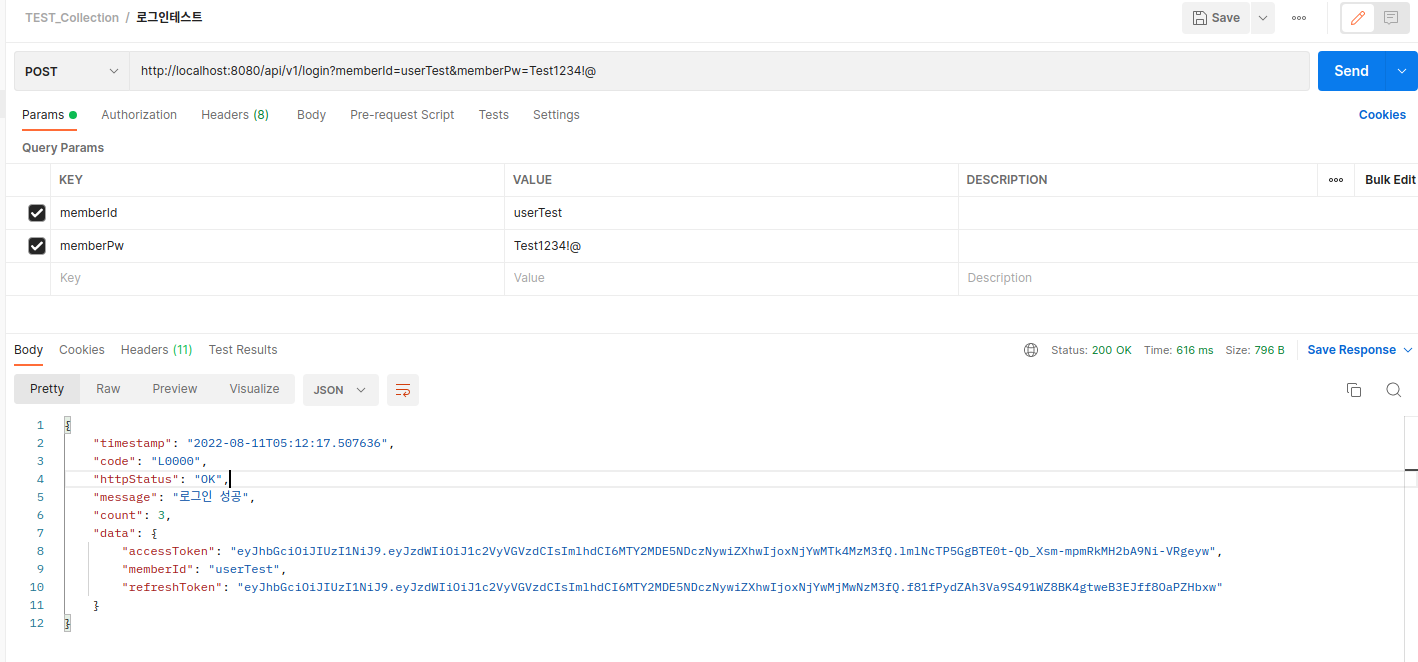 TEST_Collection / 로그인테스트
Save
POST http://localhost:8080/api/v1/login?memberId=userTest&memberPw=Test1234!@ Send
Params Authorization Headers (8) Body Pre-request Script Tests Settings Cookies
Query Params
KEY VALUE DESCRIPTION Bulk Edit
memberId userTest
memberPw Test1234!@
Key Value Description
Body Cookies Headers (11) Test Results Status: 200 OK Time: 616 ms Size: 796 B Save Response
Pretty Raw Preview Visualize JSON
1 {
2 "timestamp": "2022-08-11T05:12:17.507636",
3 "code": "L0000",
4 "httpStatus": "OK",
5 "message": "로그인 성공",
6 "count": 3,
7 "data": {
8 "accessToken": "eyJhbGciOiJIUzI1NiJ9.eyJzdWIiOiJ1c2VyVGVzdCIsImlhdCI6MTY2MDE5NDczNywiZXhwIjoxNjYwMTk4MzM3fQ.lmlNcTP5GgBTE0t-Qb_Xsm-mpmRkMH2bA9Ni-VRgeyw",
9 "memberId": "userTest",
10 "refreshToken": "eyJhbGciOiJIUzI1NiJ9.eyJzdWIiOiJ1c2VyVGVzdCIsImlhdCI6MTY2MDE5NDczNywiZXhwIjoxNjYwMjMwNzM3fQ.f81fPydZAh3Va9S491WZ8BK4gtweB3EJff8OaPZHbxw"
11 }
12 }